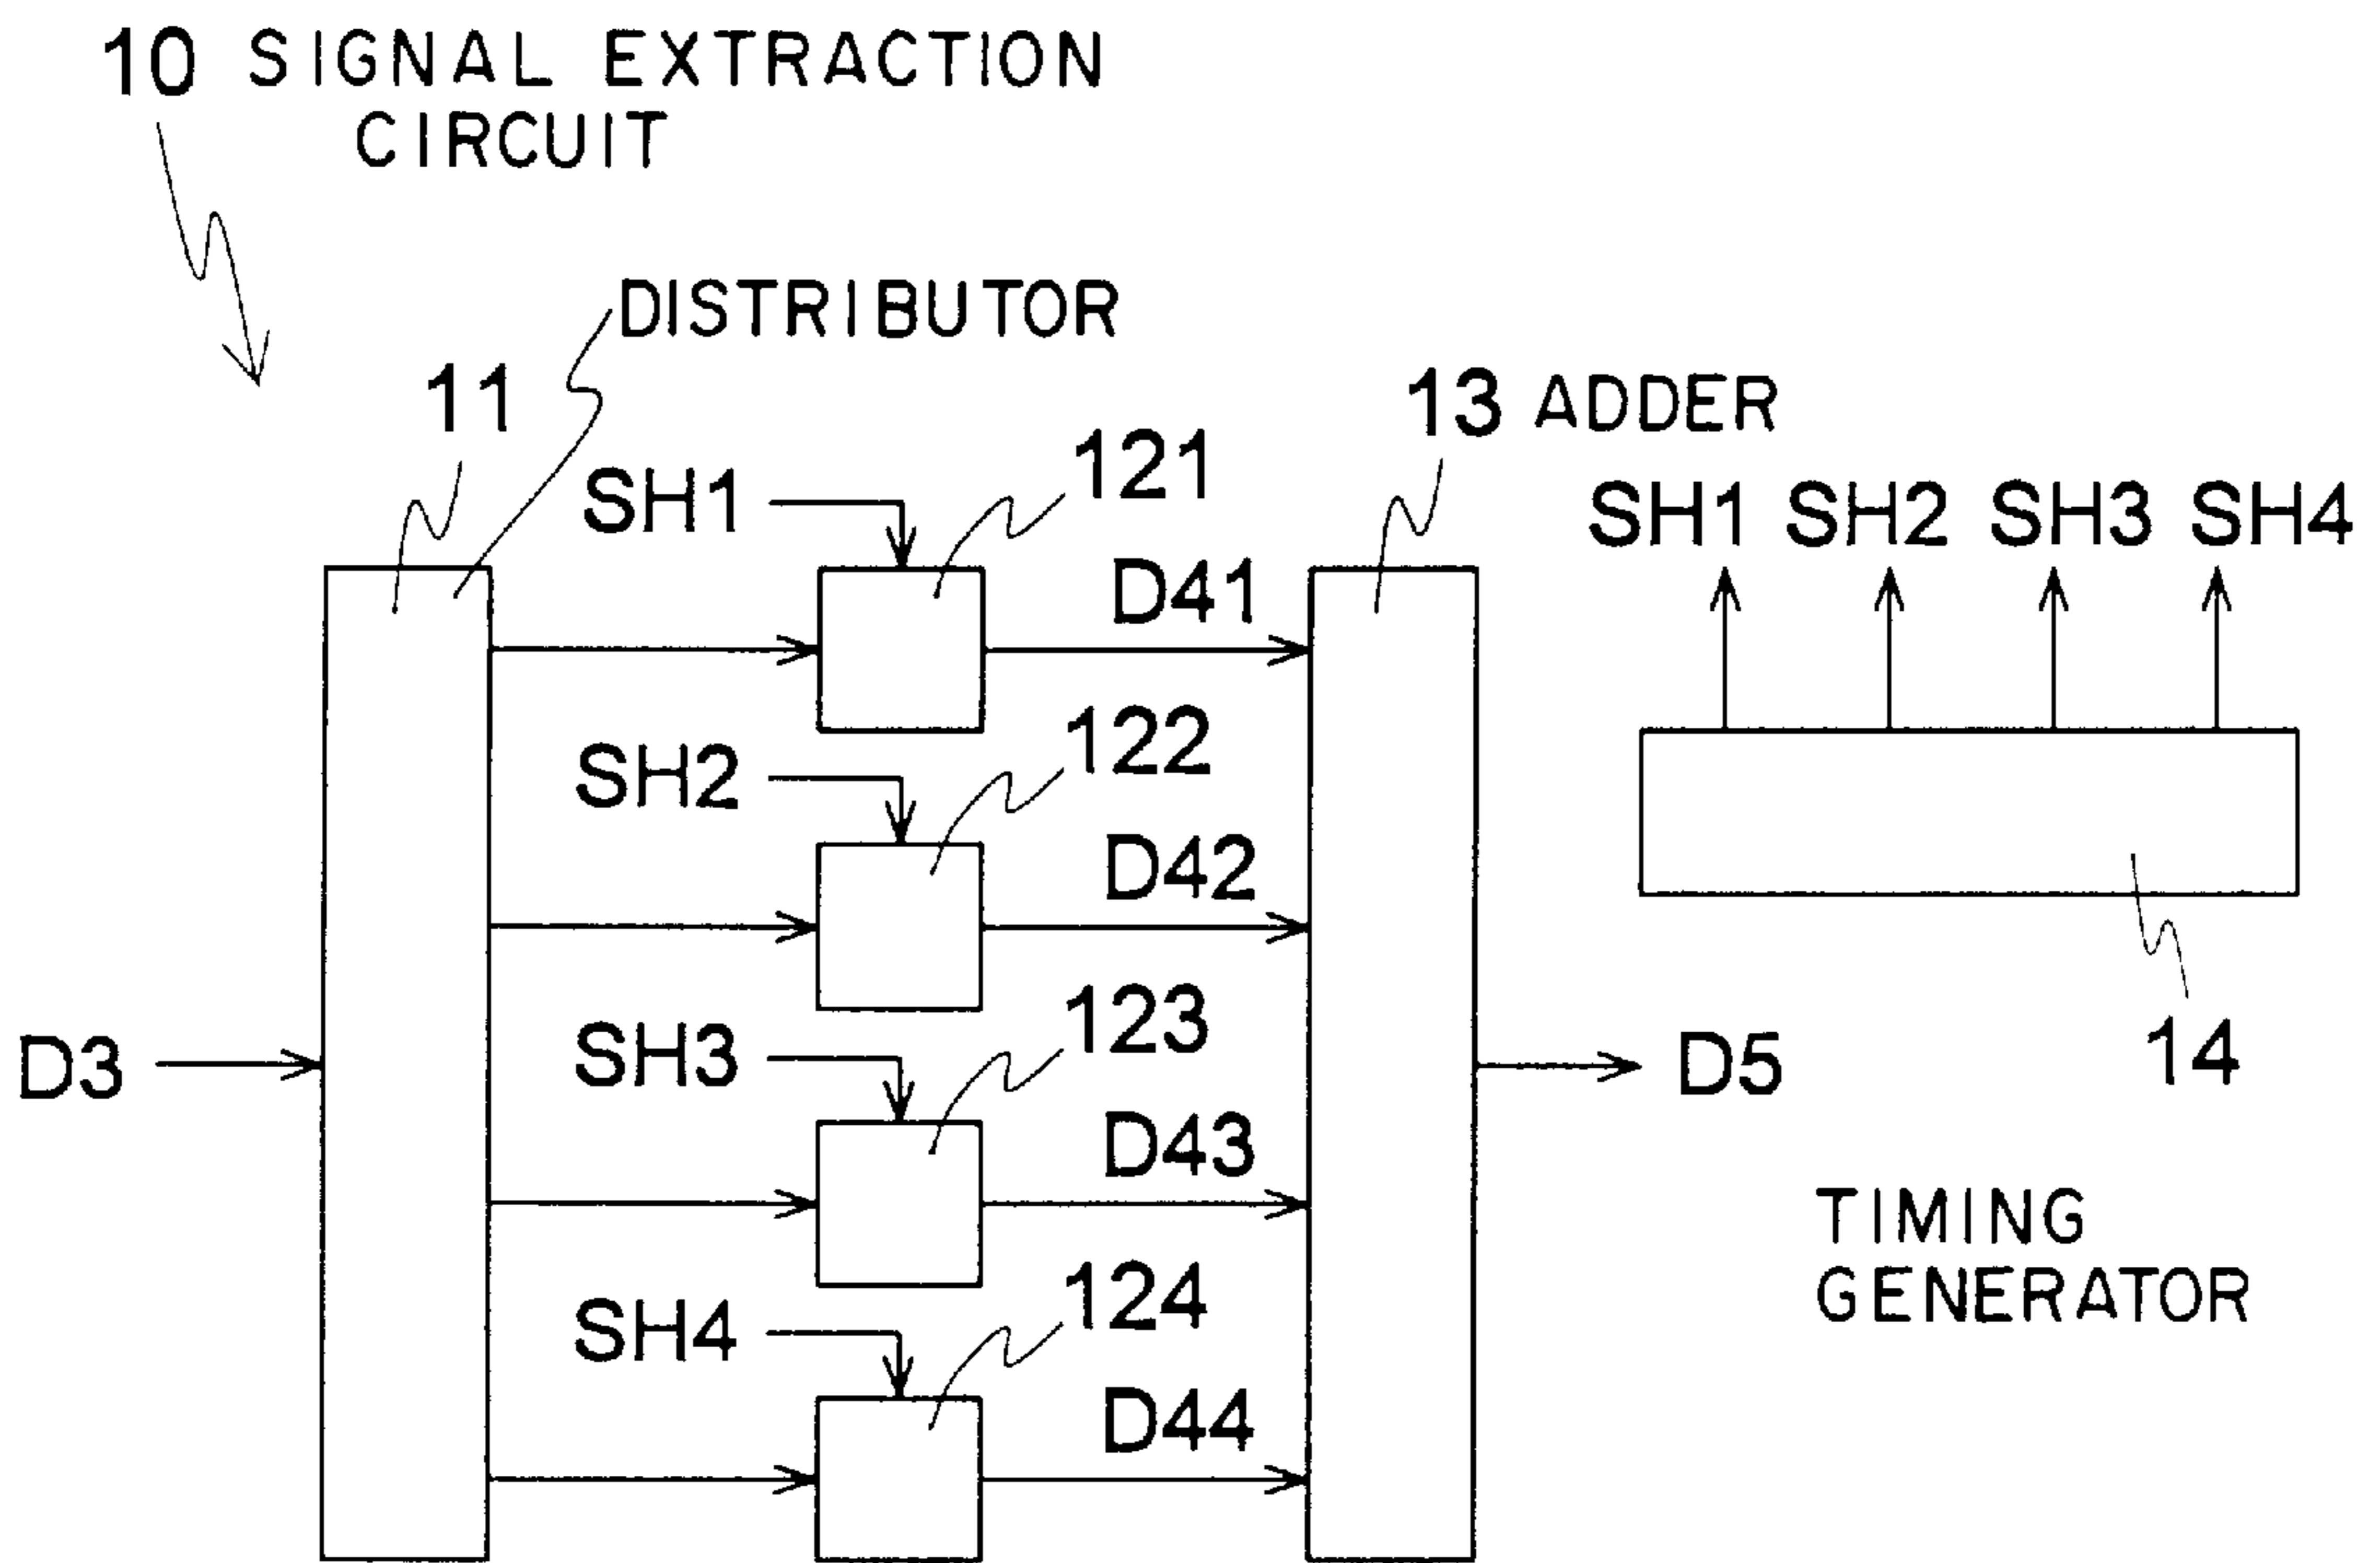 10 SIGNAL EXTRACTION
CIRCUIT
DISTRIBUTOR
11
13 ADDER
SH1
121
SH1 SH2 SH3 SH4
D41
SH2
122
D42
SH3
123
D3
D5
14
D43
TIMING
GENERATOR
SH4
124
D44